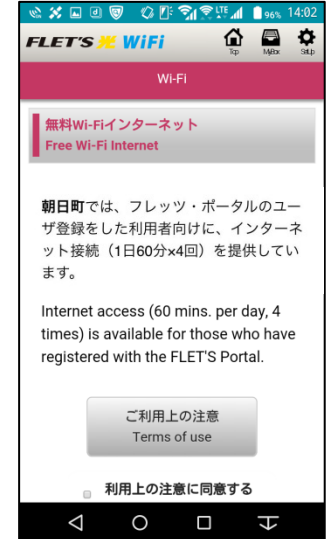 96% 14:02
FLET'S 光 WiFi
Top MyBox SetUp
Wi-Fi
無料Wi-Fiインターネット
Free Wi-Fi Internet
朝日町では、フレッツ・ポータルのユー
ザ登録をした利用者向けに、インターネ
ット接続（1日60分×4回）を提供してい
ます。
Internet access (60 mins. per day, 4
times) is available for those who have
registered with the FLET'S Portal.
ご利用上の注意
Terms of use
利用上の注意に同意する